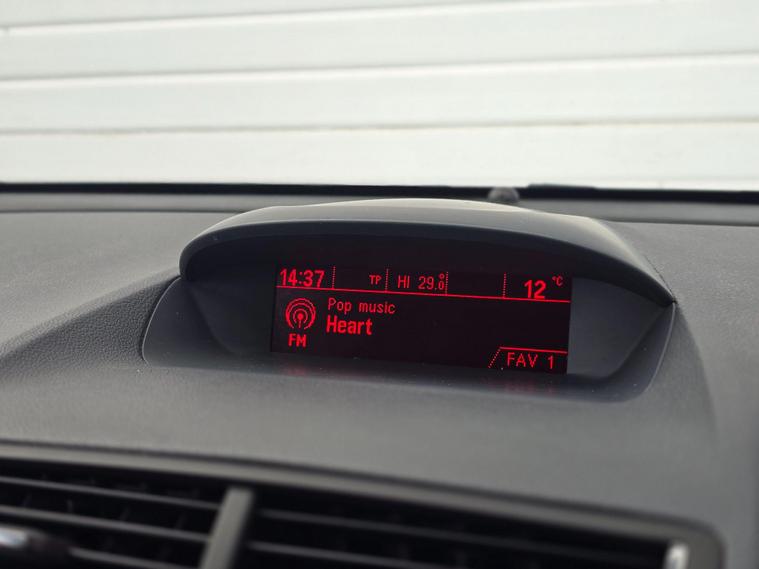 14:37 TP HI 29.0° 12 °C
Pop music
Heart
FM
FAV 1